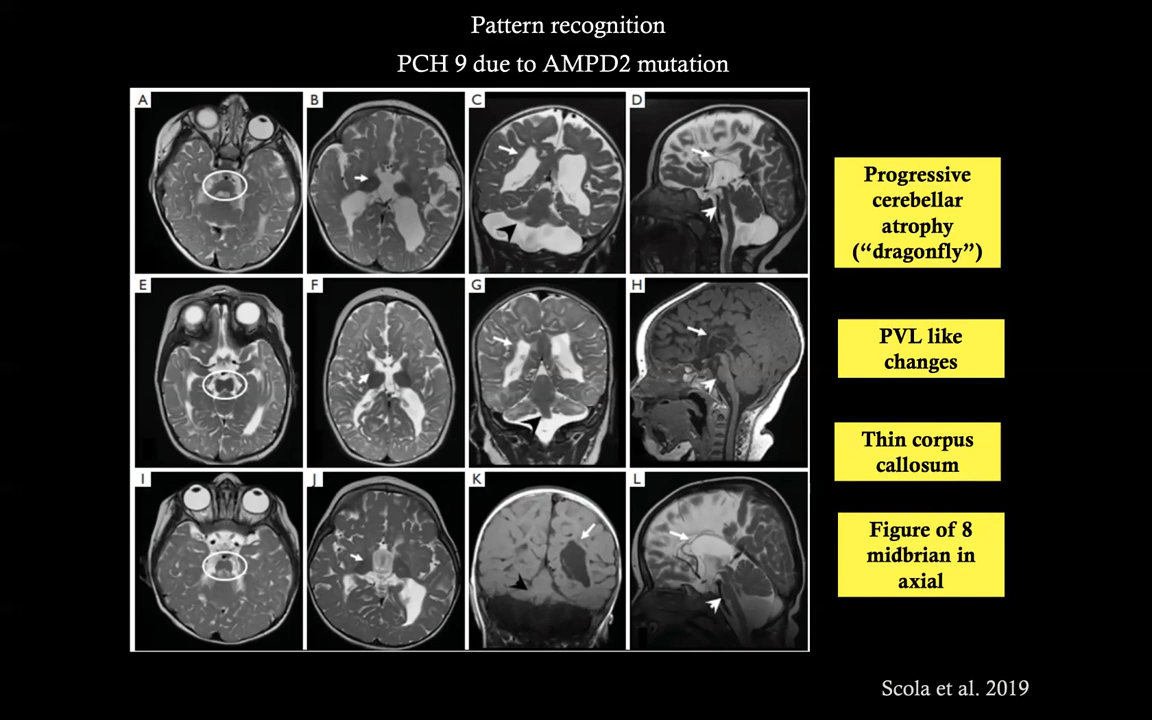 Pattern recognition
PCH 9 due to AMPD2 mutation
A
B
C
D
E
F
G
H
I
J
K
L
Progressive
cerebellar
atrophy
(“dragonfly”)
PVL like
changes
Thin corpus
callosum
Figure of 8
midbrian in
axial
Scola et al. 2019